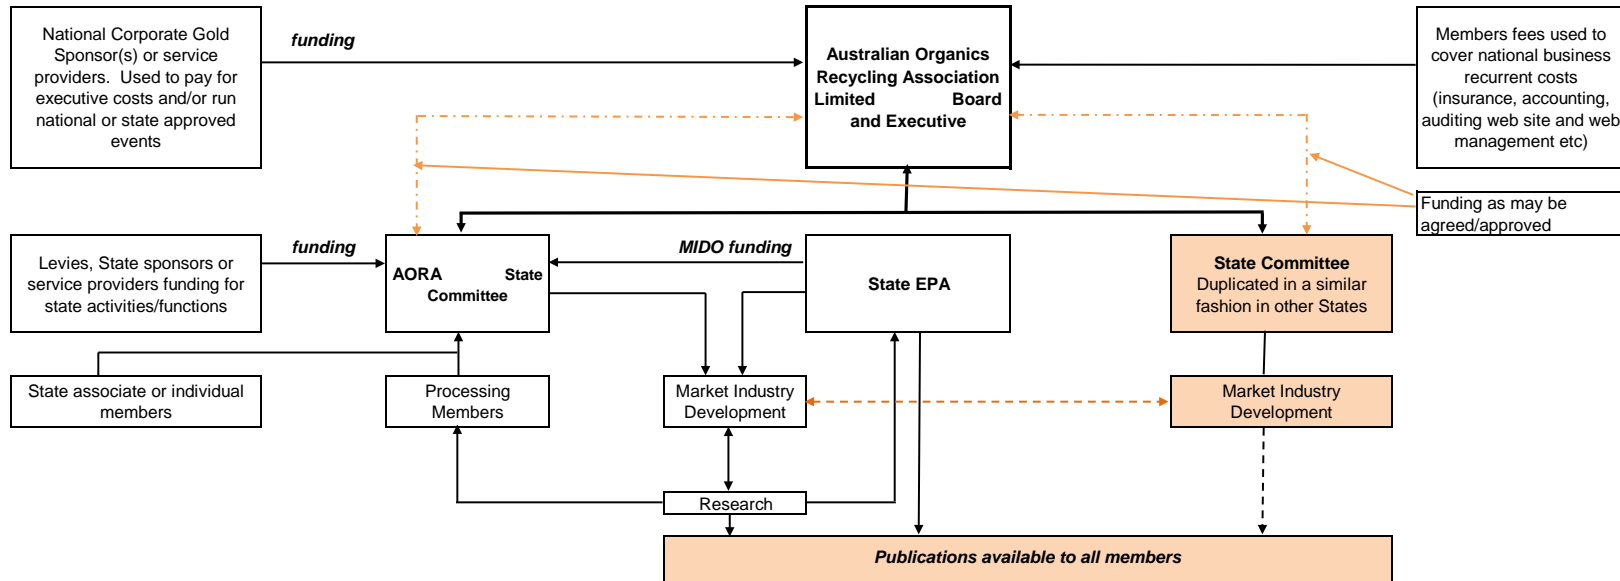 National Corporate Gold
Sponsor(s) or service
providers. Used to pay for
executive costs and/or run
national or state approved
events
funding
Australian Organics
Recycling Association
Limited Board
and Executive
Members fees used to
cover national business
recurrent costs
(insurance, accounting,
auditing web site and web
management etc)
Funding as may be
agreed/approved
Levies, State sponsors or
service providers funding for
state activities/functions
funding
AORA State
Committee
MIDO funding
State EPA
State Committee
Duplicated in a similar
fashion in other States
State associate or individual
members
Processing
Members
Market Industry
Development
Market Industry
Development
Research
Publications available to all members